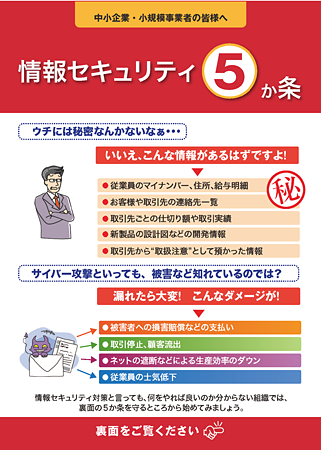 中小企業・小規模事業者の皆様へ
情報セキュリティ5か条
ウチには秘密なんかないなぁ・・・
いいえ、こんな情報があるはずですよ!
● 従業員のマイナンバー、住所、給与明細
● お客様や取引先の連絡先一覧
● 取引先ごとの仕切り額や取引実績
● 新製品の設計図などの開発情報
● 取引先から“取扱注意”として預かった情報
㊙
サイバー攻撃といっても、被害など知れているのでは?
漏れたら大変! こんなダメージが!
● 被害者への損害賠償などの支払い
● 取引停止、顧客流出
● ネットの遮断などによる生産効率のダウン
● 従業員の士気低下
情報セキュリティ対策と言っても、何をやれば良いのか分からない組織では、
裏面の5か条を守るところから始めてみましょう。
裏面をご覧ください